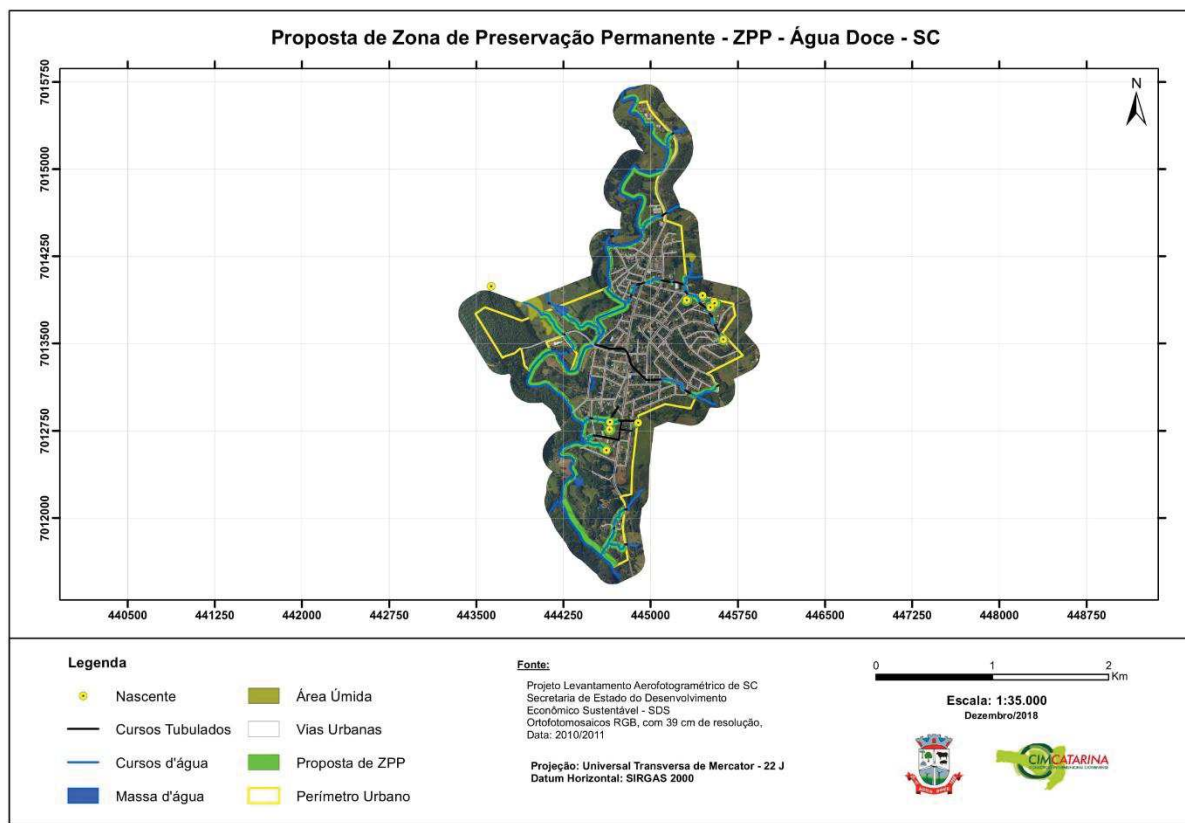 Proposta de Zona de Preservação Permanente - ZPP - Água Doce - SC
N
7015750
7015000
7014250
7013500
7012750
7012000
440500
441250
442000
442750
443500
444250
445000
445750
446500
447250
448000
448750
Legenda
Nascente
Cursos Tubulados
Cursos d'água
Massa d'água
Área Úmida
Vias Urbanas
Proposta de ZPP
Perímetro Urbano
Fonte:
Projeto Levantamento Aerofotogramétrico de SC
Secretaria de Estado do Desenvolvimento
Econômico Sustentável - SDS
Ortofotomosaicos RGB, com 39 cm de resolução,
Data: 2010/2011
Projeção: Universal Transversa de Mercator - 22 J
Datum Horizontal: SIRGAS 2000
0 1 2
Km
Escala: 1:35.000
Dezembro/2018
ÁGUA DOCE
CIMCATARINA